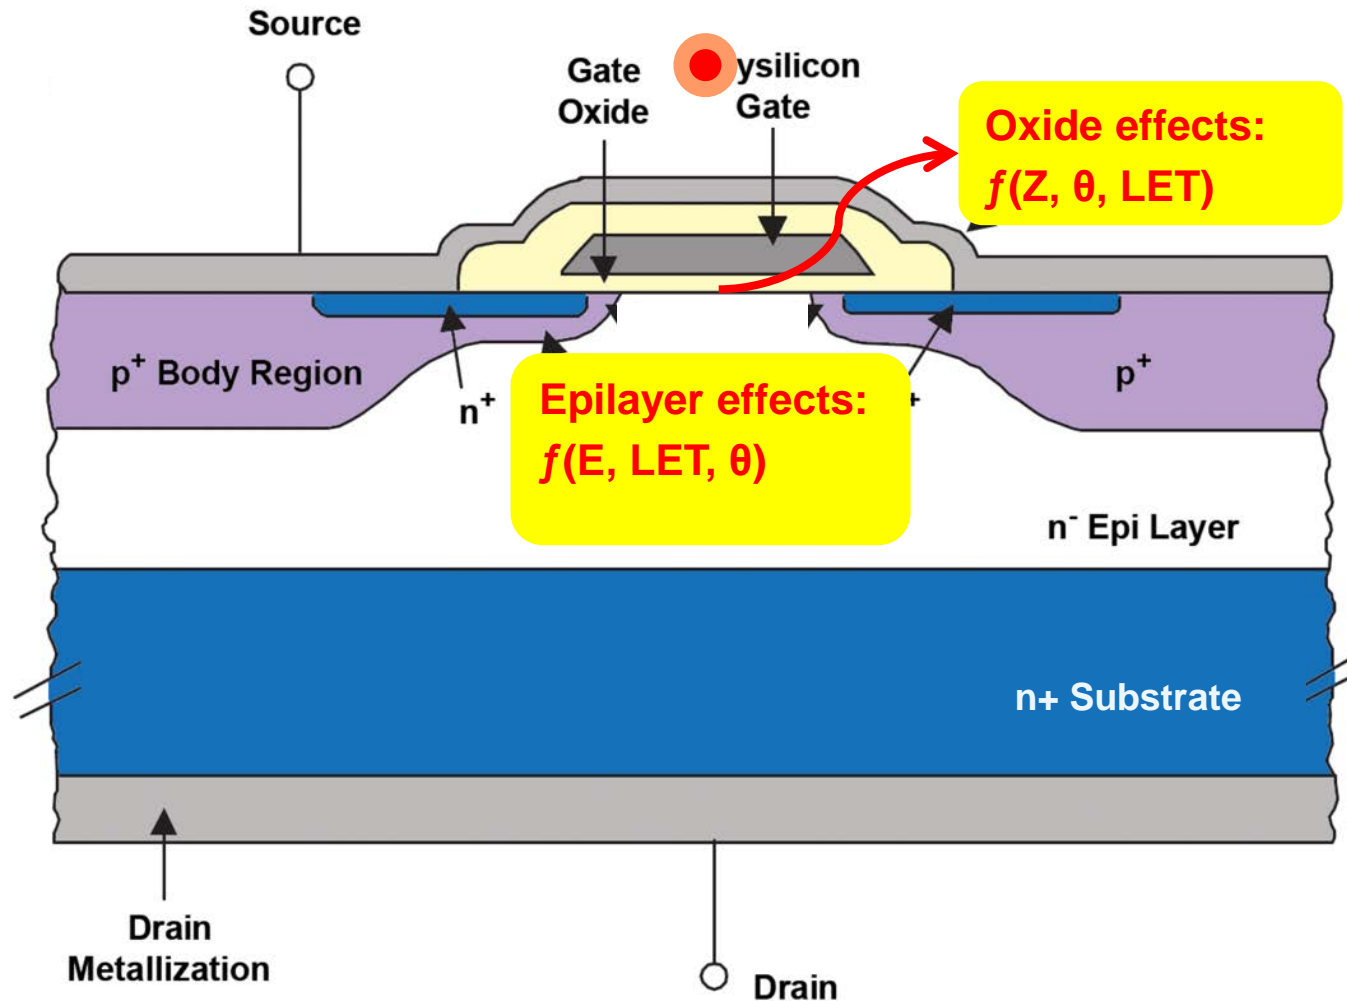 Source
Gate
Oxide
ysilicon
Gate
Oxide effects:
ƒ(Z, θ, LET)
p+ Body Region
n+
Epilayer effects:
ƒ(E, LET, θ)
+
p+
n- Epi Layer
n+ Substrate
Drain
Metallization
Drain